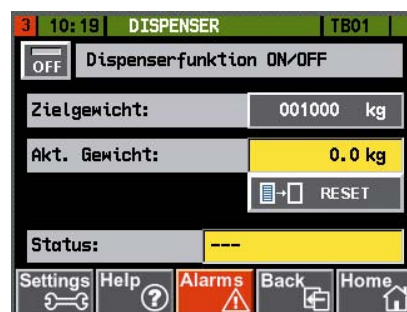 3 10:19 DISPENSER TB01
OFF Dispenserfunktion ON/OFF
Zielgewicht: 001000 kg
Akt. Gewicht: 0.0 kg
RESET
Status: ---
Settings Help Alarms Back Home